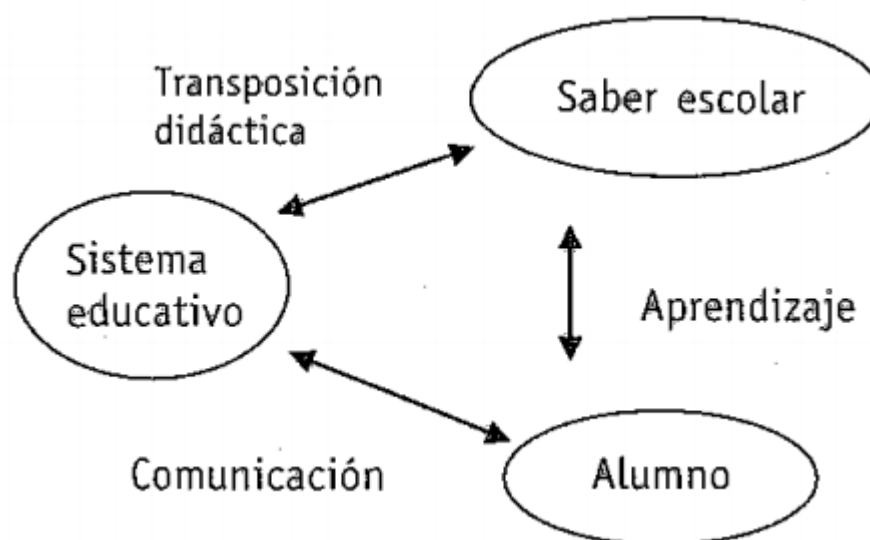 Transposición
didáctica
Saber escolar
Sistema
educativo
Aprendizaje
Comunicación
Alumno